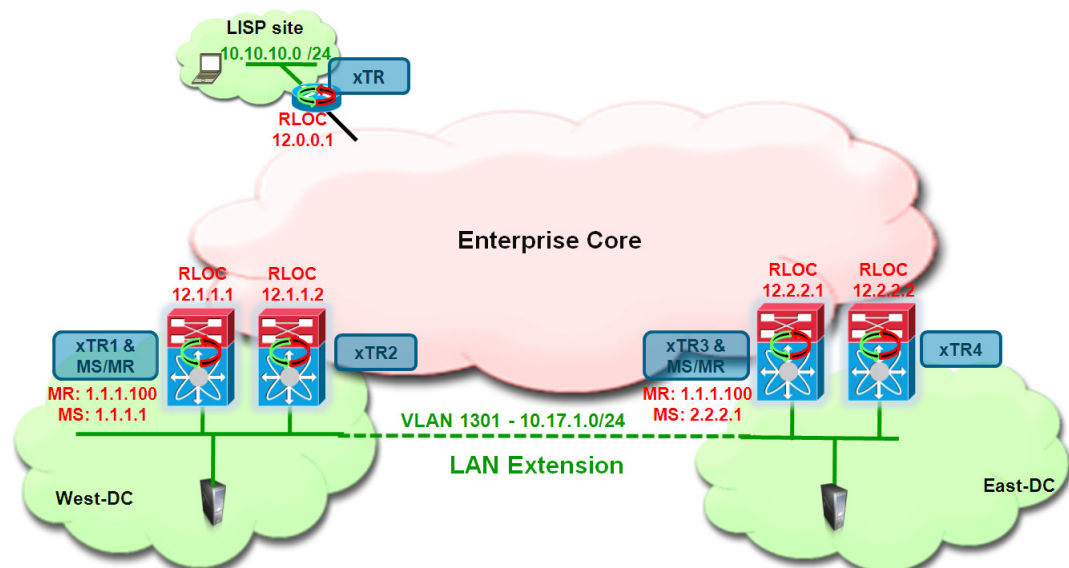 LISP site
10.10.10.0 /24
xTR
RLOC
12.0.0.1
Enterprise Core
RLOC
12.1.1.1
RLOC
12.1.1.2
RLOC
12.2.2.1
RLOC
12.2.2.2
xTR1 &
MS/MR
xTR2
xTR3 &
MS/MR
xTR4
MR: 1.1.1.100
MS: 1.1.1.1
MR: 1.1.1.100
MS: 2.2.2.1
VLAN 1301 - 10.17.1.0/24
LAN Extension
West-DC
East-DC